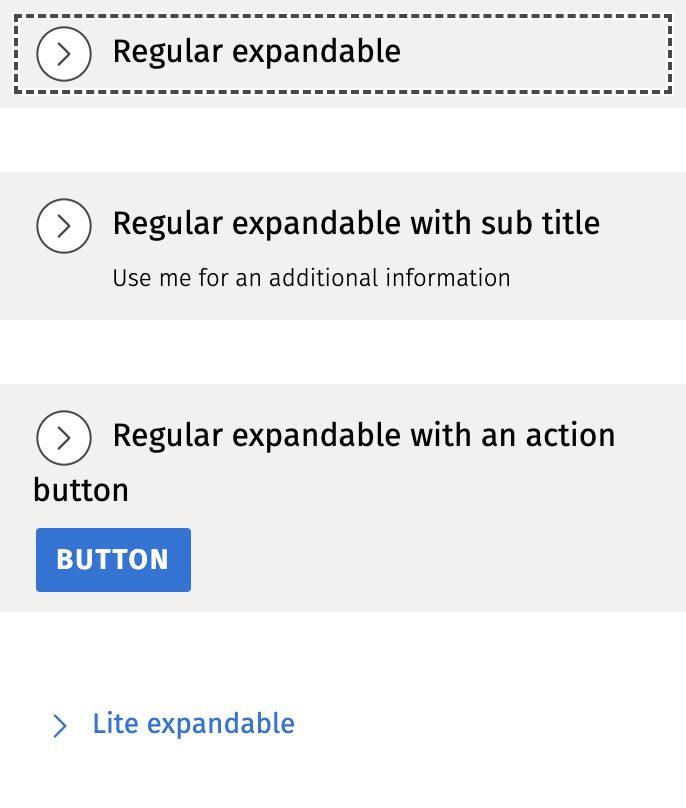 Regular expandable
Regular expandable with sub title
Use me for an additional information
Regular expandable with an action
button
BUTTON
Lite expandable